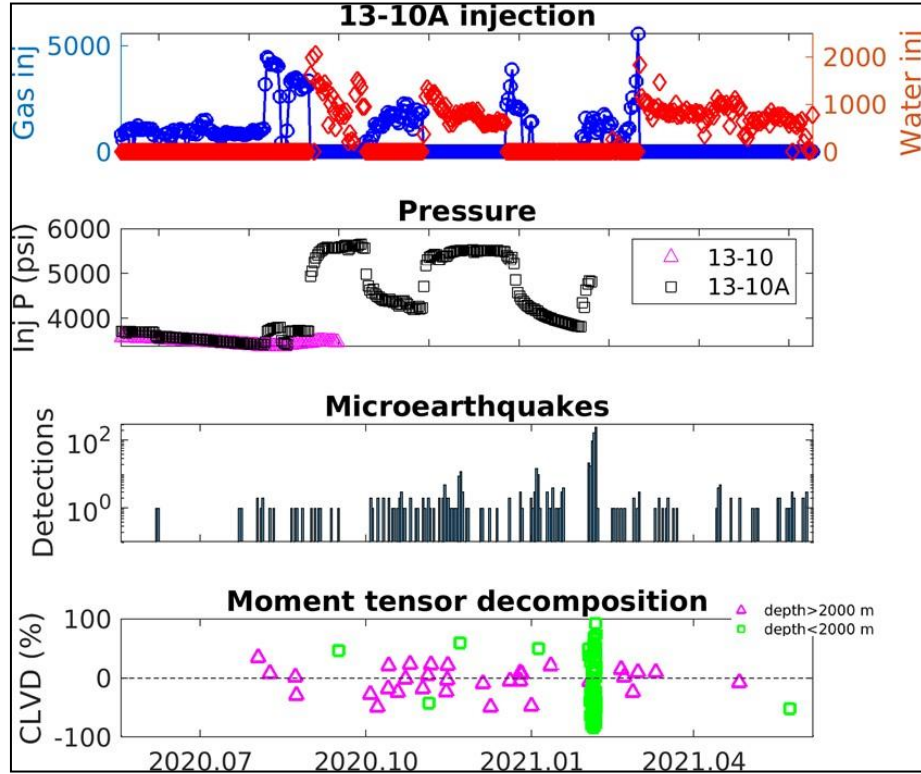 13-10A injection
Gas inj
5000
0
2000
1000
0
Water inj
Pressure
Inj P (psi)
6000
5000
4000
13-10
13-10A
Microearthquakes
Detections
10²
10⁰
Moment tensor decomposition
CLVD (%)
100
0
-100
depth>2000 m
depth<2000 m
2020.07
2020.10
2021.01
2021.04